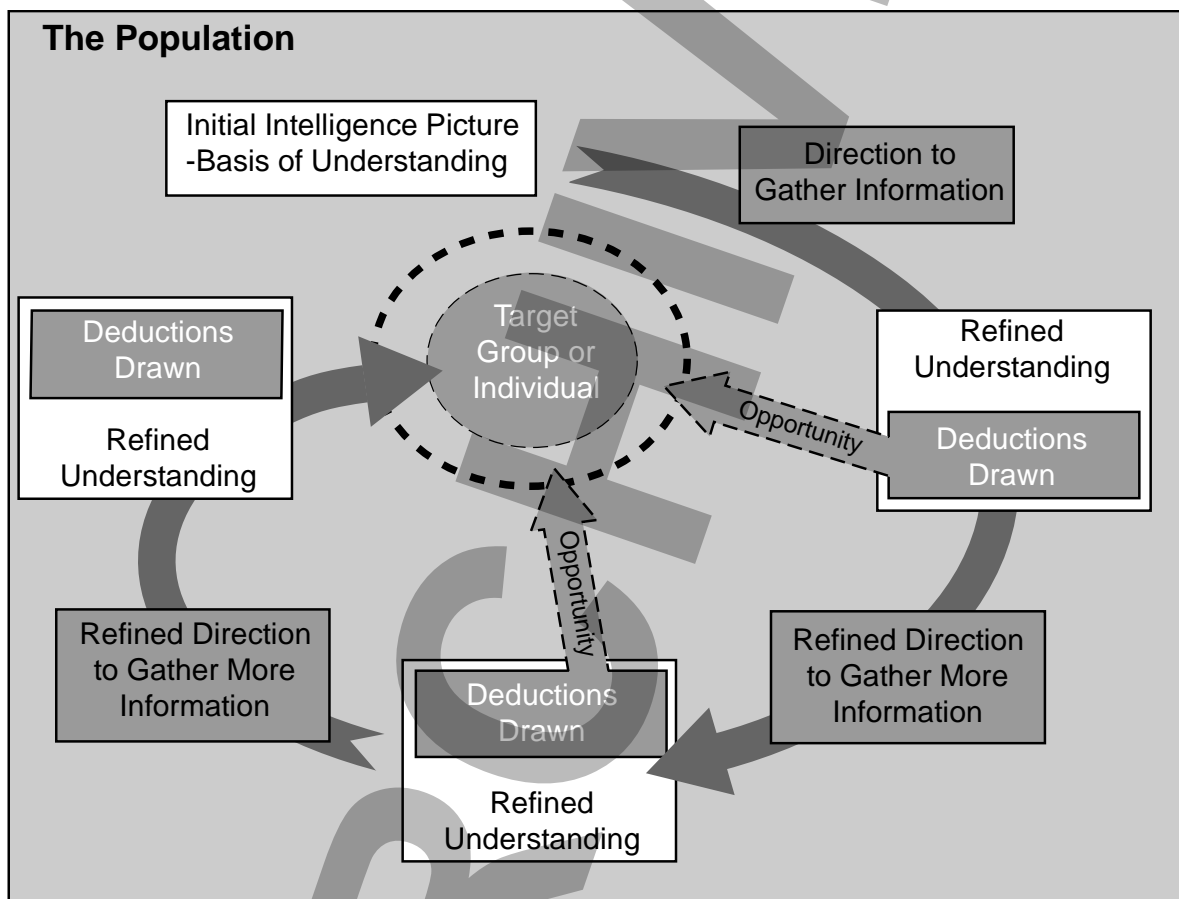 The Population
Initial Intelligence Picture
-Basis of Understanding
Direction to
Gather Information
Target
Group or
Individual
Deductions
Drawn
Refined
Understanding
Refined
Understanding
Deductions
Drawn
Opportunity
Opportunity
Refined Direction
to Gather More
Information
Refined Direction
to Gather More
Information
Deductions
Drawn
Refined
Understanding